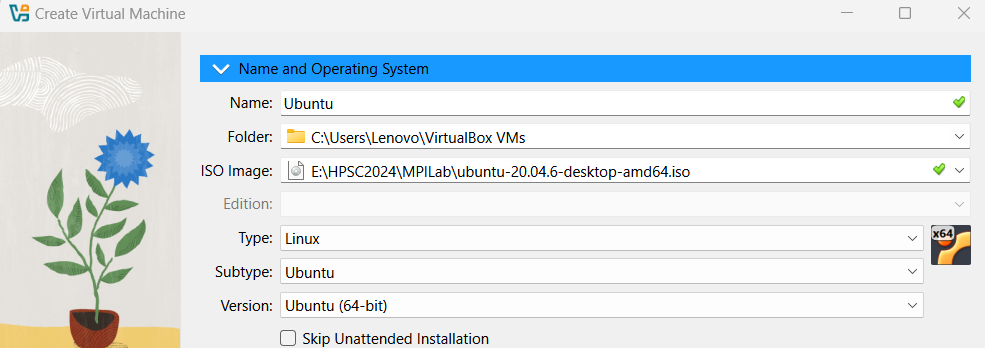 Create Virtual Machine
Name and Operating System
Name: Ubuntu
Folder: C:\Users\Lenovo\VirtualBox VMs
ISO Image: E:\HPSC2024\MPILab\ubuntu-20.04.6-desktop-amd64.iso
Edition:
Type: Linux
x64
Subtype: Ubuntu
Version: Ubuntu (64-bit)
Skip Unattended Installation